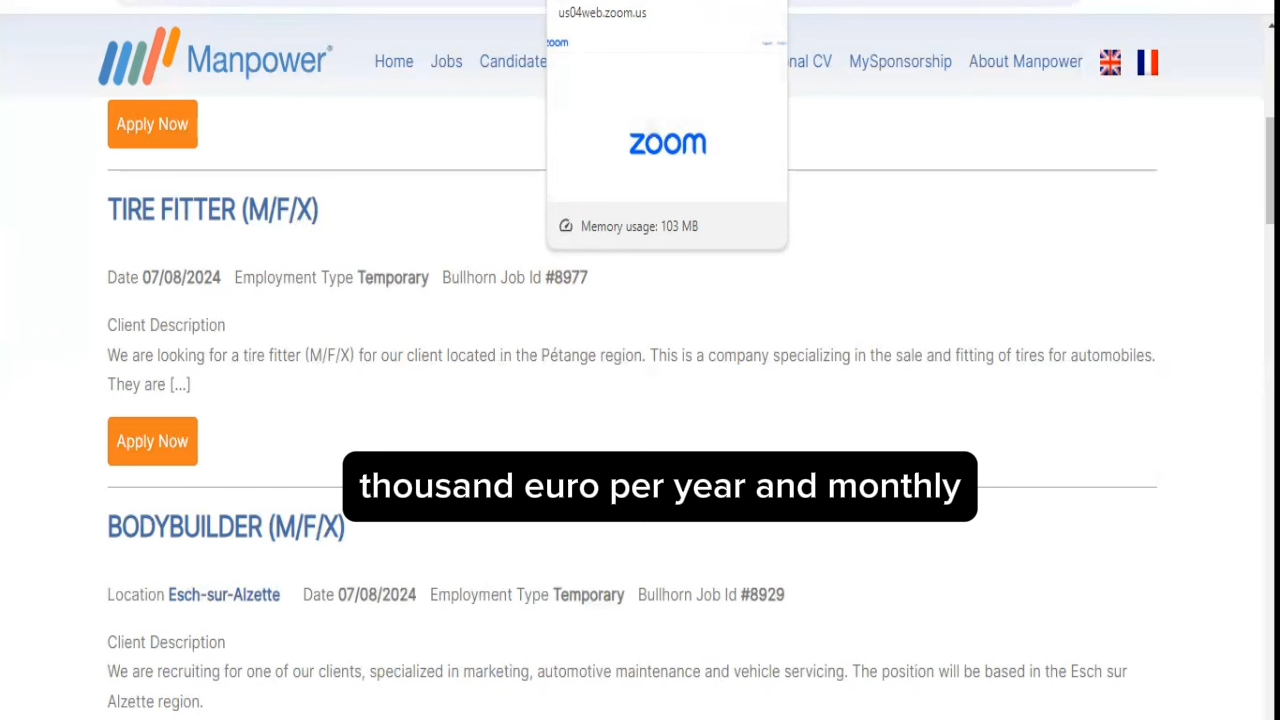 us04web.zoom.us
zoom
Manpower®
Home Jobs Candidate nal CV MySponsorship About Manpower
zoom
Apply Now
Memory usage: 103 MB
TIRE FITTER (M/F/X)
Date 07/08/2024 Employment Type Temporary Bullhorn Job Id #8977
Client Description
We are looking for a tire fitter (M/F/X) for our client located in the Pétange region. This is a company specializing in the sale and fitting of tires for automobiles.
They are [...]
Apply Now
thousand euro per year and monthly
BODYBUILDER (M/F/X)
Location Esch-sur-Alzette Date 07/08/2024 Employment Type Temporary Bullhorn Job Id #8929
Client Description
We are recruiting for one of our clients, specialized in marketing, automotive maintenance and vehicle servicing. The position will be based in the Esch sur
Alzette region.